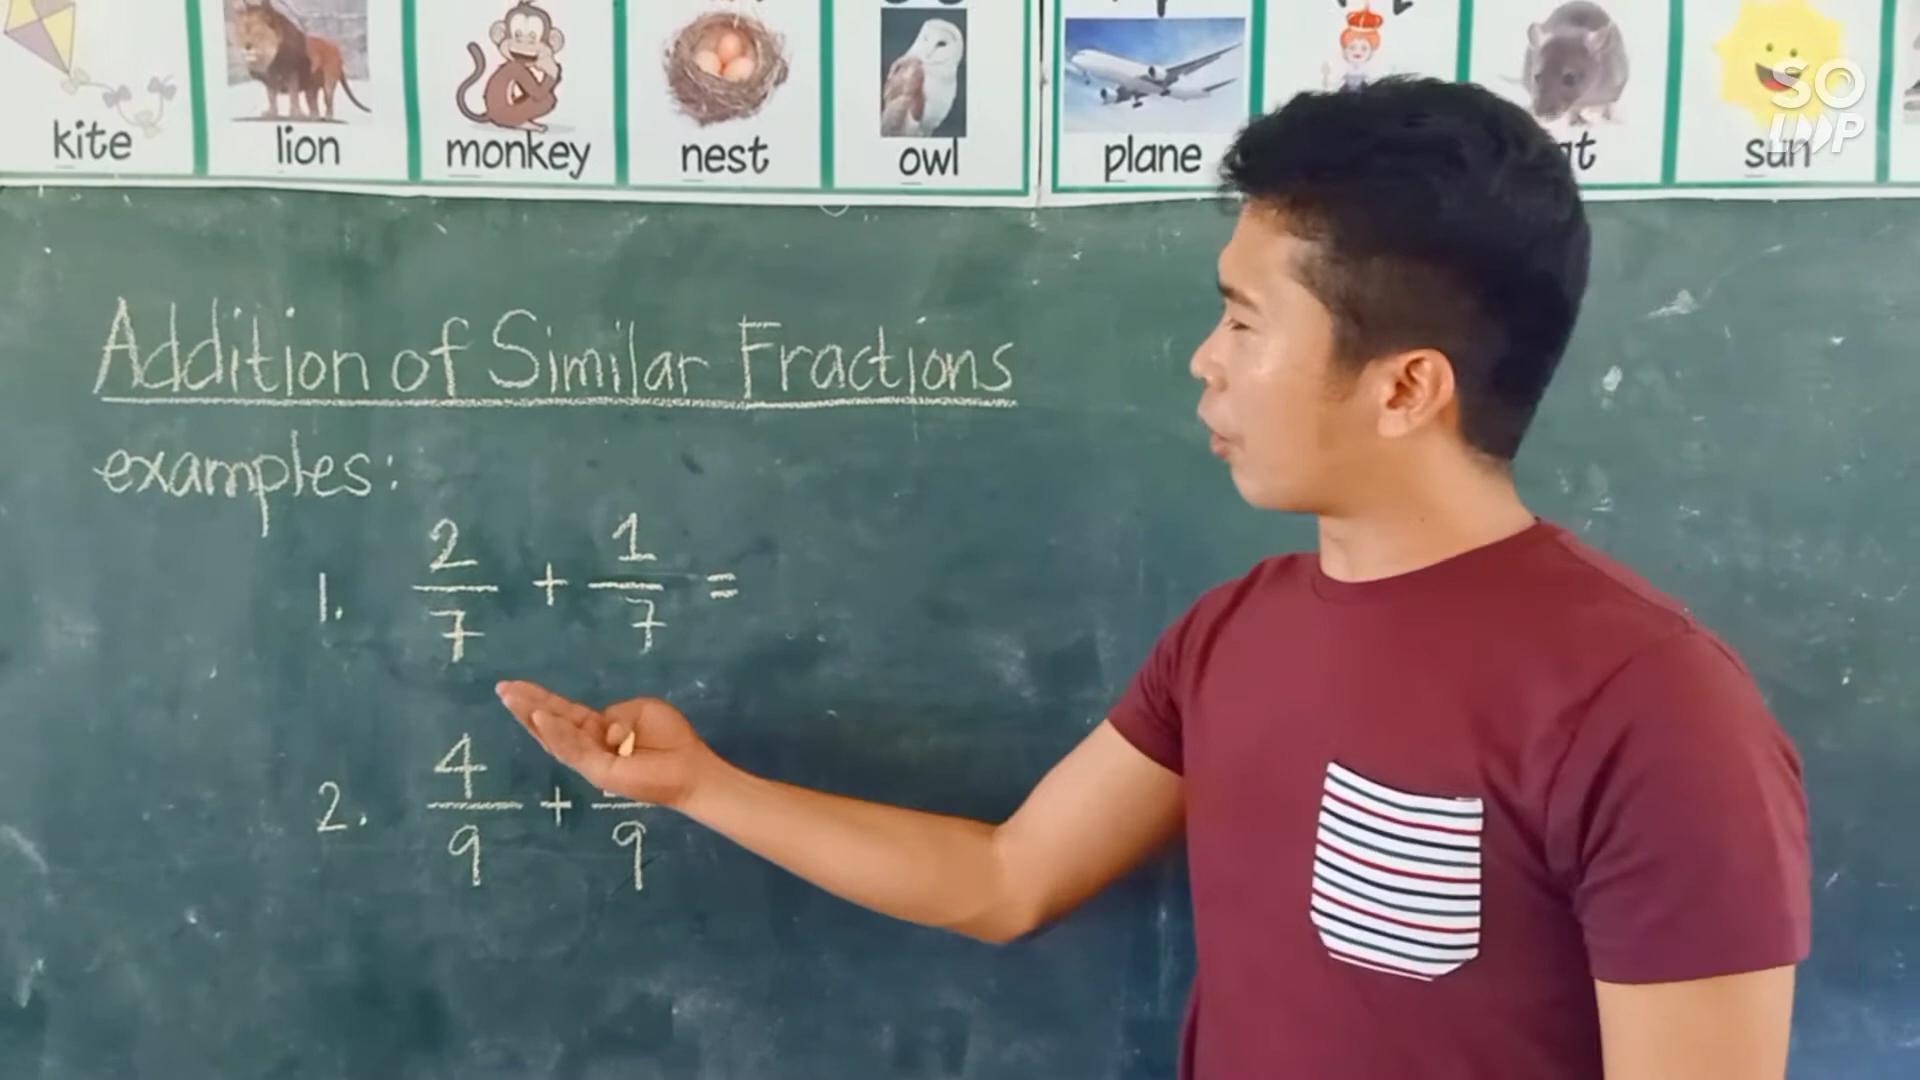 kite lion monkey nest owl plane sun
SO
Addition of Similar Fractions
examples:
1. 2/7 + 1/7 =
2. 4/9 + /9